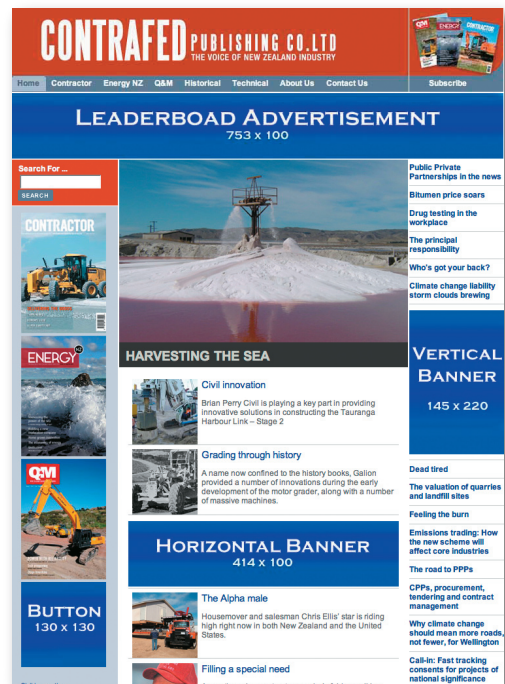 CONTRAFED PUBLISHING CO.LTD
THE VOICE OF NEW ZEALAND INDUSTRY
Home Contractor Energy NZ Q&M Historical Technical About Us Contact Us Subscribe
LEADERBOAD ADVERTISEMENT
753 x 100
Search For ...
SEARCH
CONTRACTOR
ENERGY NZ
Q&M
BUTTON
130 x 130
HARVESTING THE SEA
Civil innovation
Brian Perry Civil is playing a key part in providing
innovative solutions in constructing the Tauranga
Harbour Link – Stage 2
Grading through history
A name now confined to the history books, Galion
provided a number of innovations during the early
development of the motor grader, along with a number
of massive machines.
HORIZONTAL BANNER
414 x 100
The Alpha male
Housemover and salesman Chris Ellis' star is riding
high right now in both New Zealand and the United
States.
Filling a special need
Public Private
Partnerships in the news
Bitumen price soars
Drug testing in the
workplace
The principal
responsibility
Who's got your back?
Climate change liability
storm clouds brewing
VERTICAL
BANNER
145 x 220
Dead tired
The valuation of quarries
and landfill sites
Feeling the burn
Emissions trading: How
the new scheme will
affect core industries
The road to PPPs
CPPs, procurement,
tendering and contract
management
Why climate change
should mean more roads,
not fewer, for Wellington
Call-in: Fast tracking
consents for projects of
national significance